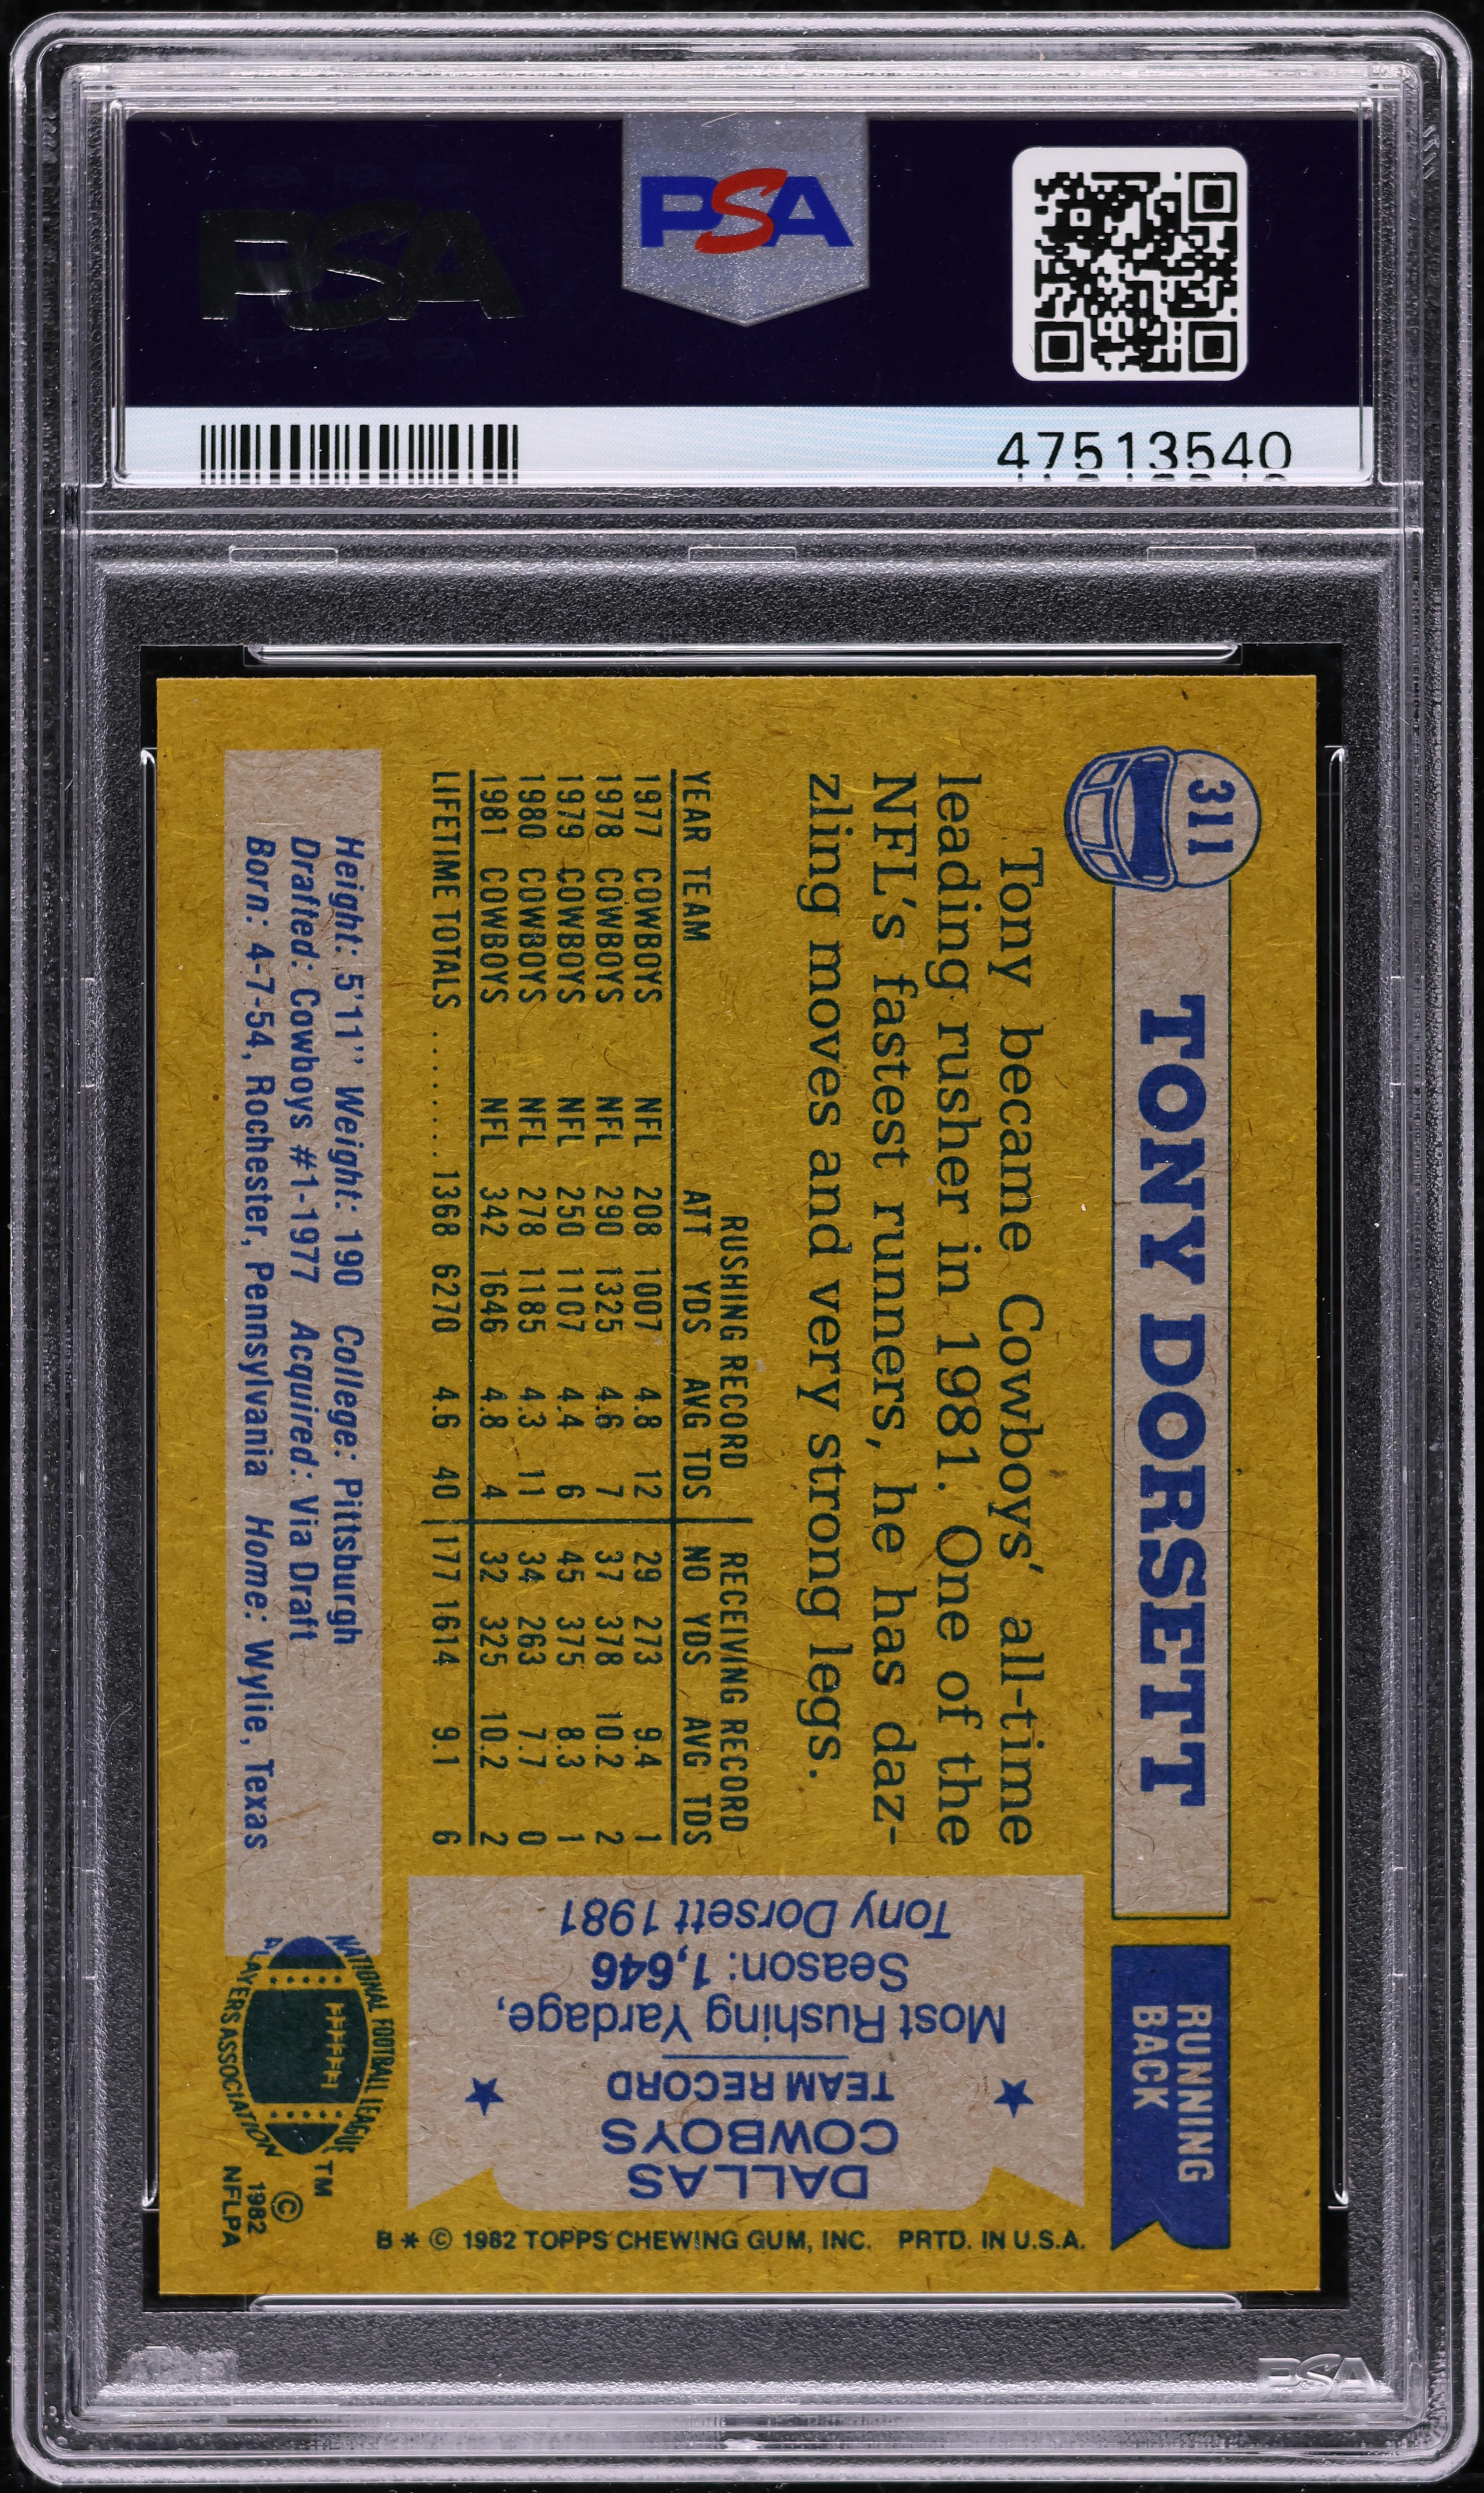 PSA
PSA
47513540
311
TONY DORSETT
RUNNING
BACK
Tony became Cowboys' all-time
leading rusher in 1981. One of the
NFL's fastest runners, he has daz-
zling moves and very strong legs.
RUSHING RECORD RECEIVING RECORD
YEAR TEAM ATT YDS AVG TDS NO YDS AVG TDS
1977 COWBOYS NFL 208 1007 4.8 12 29 273 9.4 1
1978 COWBOYS NFL 290 1325 4.6 7 37 378 10.2 2
1979 COWBOYS NFL 250 1107 4.4 6 45 375 8.3 1
1980 COWBOYS NFL 278 1185 4.3 11 34 263 7.7 0
1981 COWBOYS NFL 342 1646 4.8 4 32 325 10.2 2
LIFETIME TOTALS ........ 1368 6270 4.6 40 177 1614 9.1 6
Height: 5'11" Weight: 190 College: Pittsburgh
Drafted: Cowboys #1-1977 Acquired: Via Draft
Born: 4-7-54, Rochester, Pennsylvania Home: Wylie, Texas
DALLAS
COWBOYS
TEAM RECORD
Most Rushing Yardage,
Season: 1,646
Tony Dorsett 1981
NATIONAL FOOTBALL LEAGUE
PLAYERS ASSOCIATION
TM
©
1982
NFLPA
B * © 1982 TOPPS CHEWING GUM, INC. PRTD. IN U.S.A.
PSA